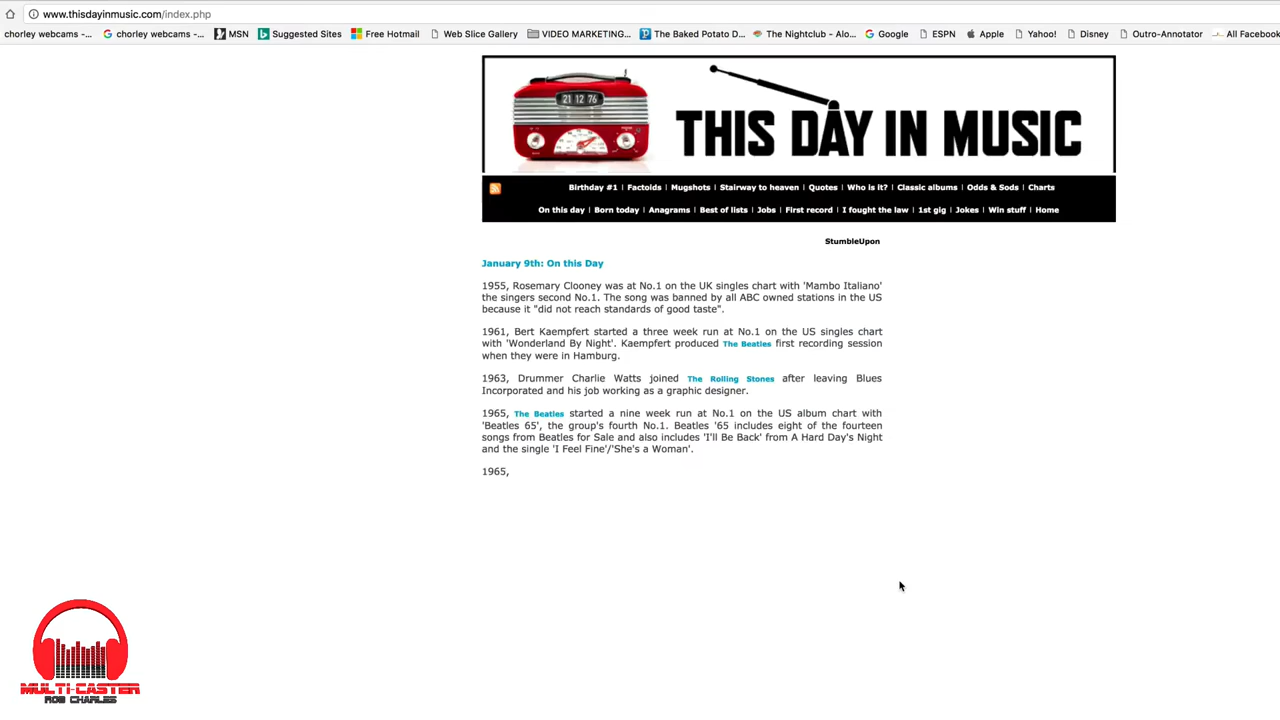 www.thisdayinmusic.com/index.php
chorley webcams -... chorley webcams -... MSN Suggested Sites Free Hotmail Web Slice Gallery VIDEO MARKETING... The Baked Potato D... The Nightclub - Alo... Google ESPN Apple Yahoo! Disney Outro-Annotator All Facebook
21 12 76
THIS DAY IN MUSIC
Birthday #1 | Factoids | Mugshots | Stairway to heaven | Quotes | Who is it? | Classic albums | Odds & Sods | Charts
On this day | Born today | Anagrams | Best of lists | Jobs | First record | I fought the law | 1st gig | Jokes | Win stuff | Home
StumbleUpon
January 9th: On this Day
1955, Rosemary Clooney was at No.1 on the UK singles chart with 'Mambo Italiano'
the singers second No.1. The song was banned by all ABC owned stations in the US
because it "did not reach standards of good taste".
1961, Bert Kaempfert started a three week run at No.1 on the US singles chart
with 'Wonderland By Night'. Kaempfert produced The Beatles first recording session
when they were in Hamburg.
1963, Drummer Charlie Watts joined The Rolling Stones after leaving Blues
Incorporated and his job working as a graphic designer.
1965, The Beatles started a nine week run at No.1 on the US album chart with
'Beatles 65', the group's fourth No.1. Beatles '65 includes eight of the fourteen
songs from Beatles for Sale and also includes 'I'll Be Back' from A Hard Day's Night
and the single 'I Feel Fine'/'She's a Woman'.
1965,
MULTI-CASTER
ROB CHARLES